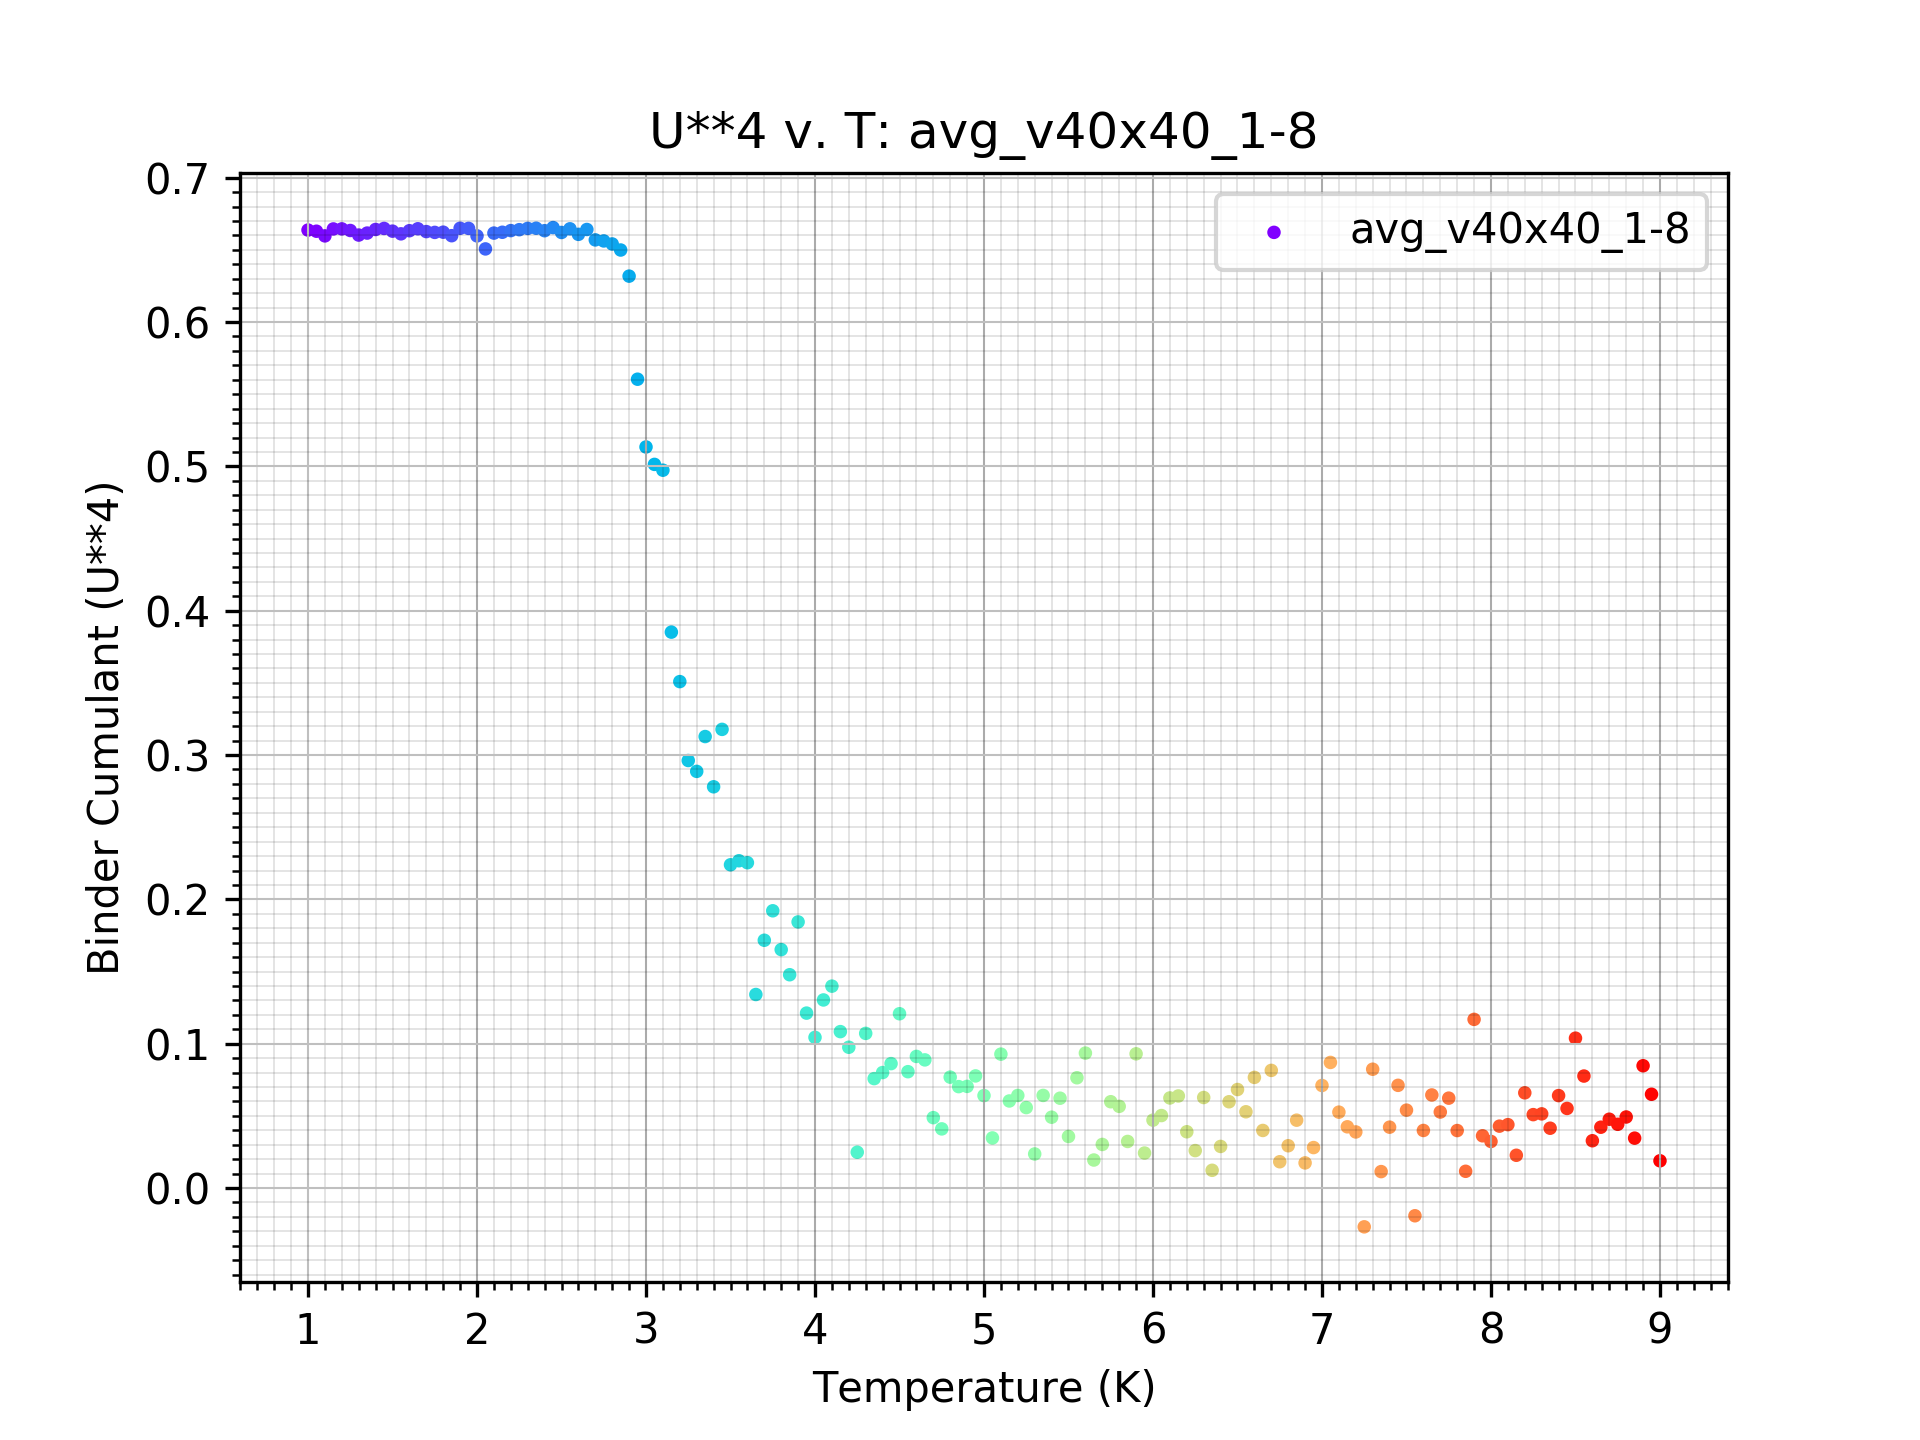 U**4 v. T: avg_v40x40_1-8
avg_v40x40_1-8
0.7
0.6
0.5
0.4
0.3
0.2
0.1
0.0
Binder Cumulant (U**4)
1 2 3 4 5 6 7 8 9
Temperature (K)